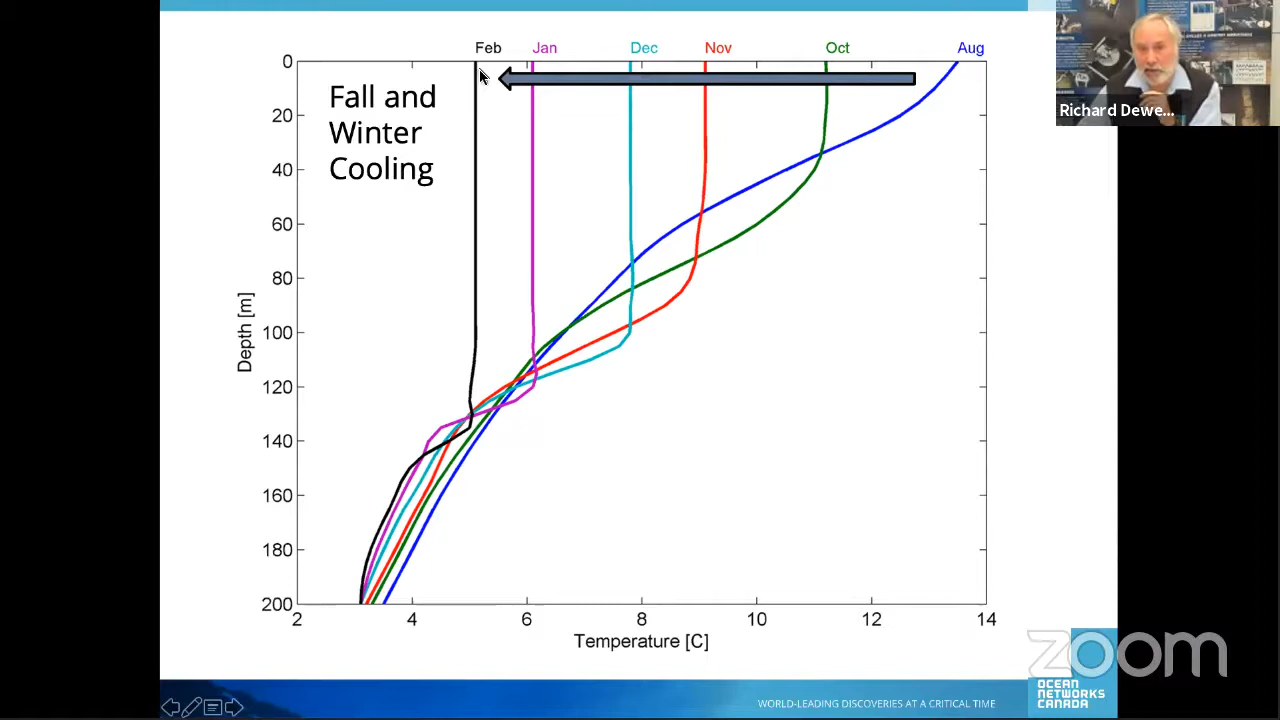 Feb Jan Dec Nov Oct Aug
Fall and
Winter
Cooling
0
20
40
60
80
100
120
140
160
180
200
Depth [m]
2 4 6 8 10 12 14
Temperature [C]
Richard Dewe...
zoom
OCEAN
NETWORKS
CANADA
WORLD-LEADING DISCOVERIES AT A CRITICAL TIME